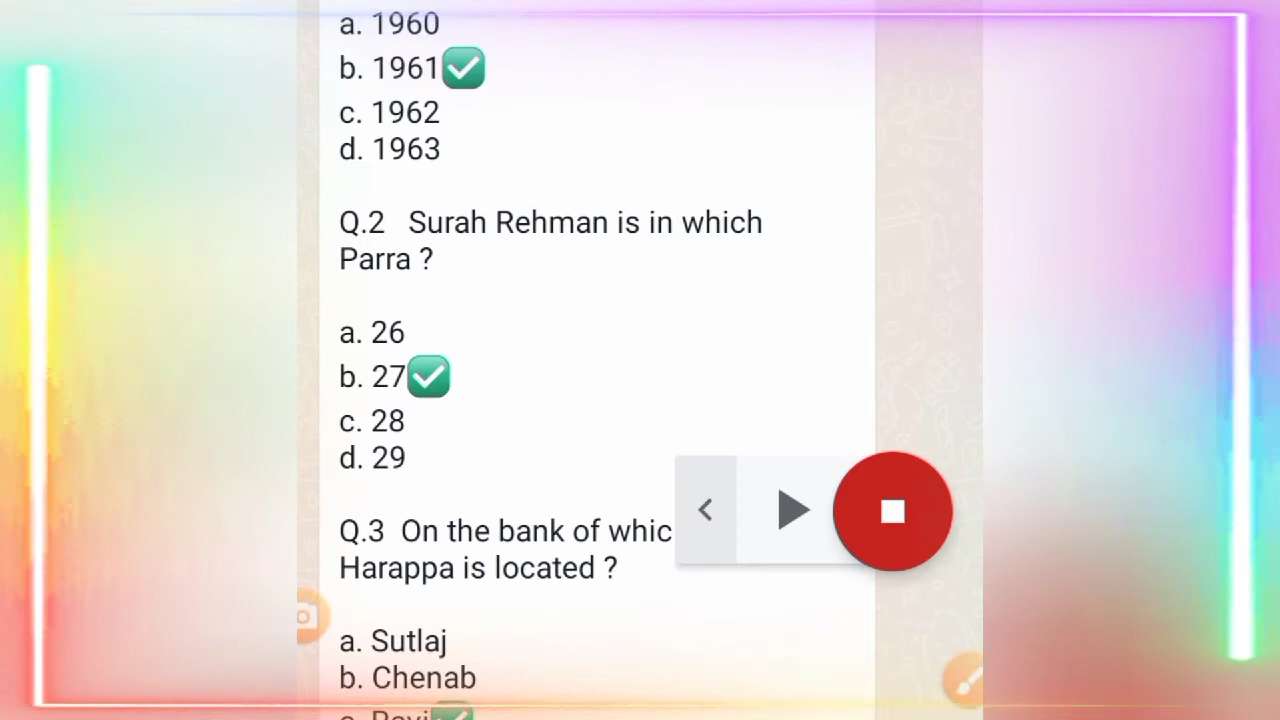 a. 1960
b. 1961✅
c. 1962
d. 1963
Q.2 Surah Rehman is in which
Parra ?
a. 26
b. 27✅
c. 28
d. 29
Q.3 On the bank of whic
Harappa is located ?
a. Sutlaj
b. Chenab
c. Ravi✅